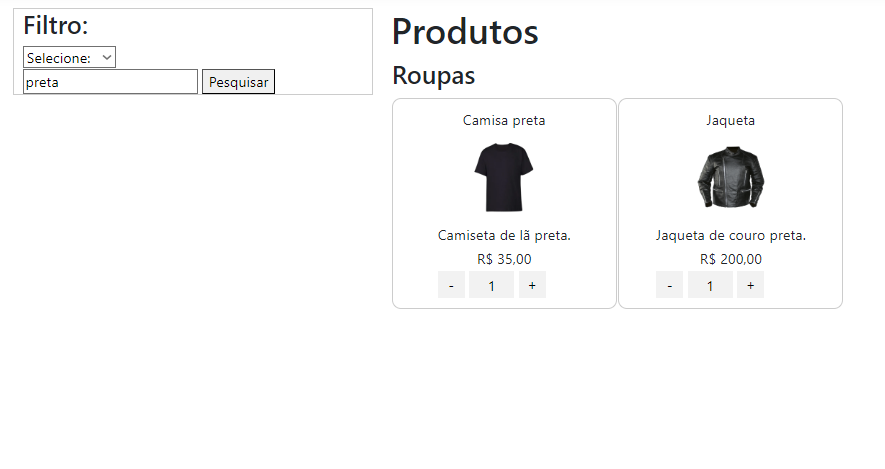 Filtro:
Selecione:
preta Pesquisar
Produtos
Roupas
Camisa preta
Camiseta de lã preta.
R$ 35,00
- 1 +
Jaqueta
Jaqueta de couro preta.
R$ 200,00
- 1 +